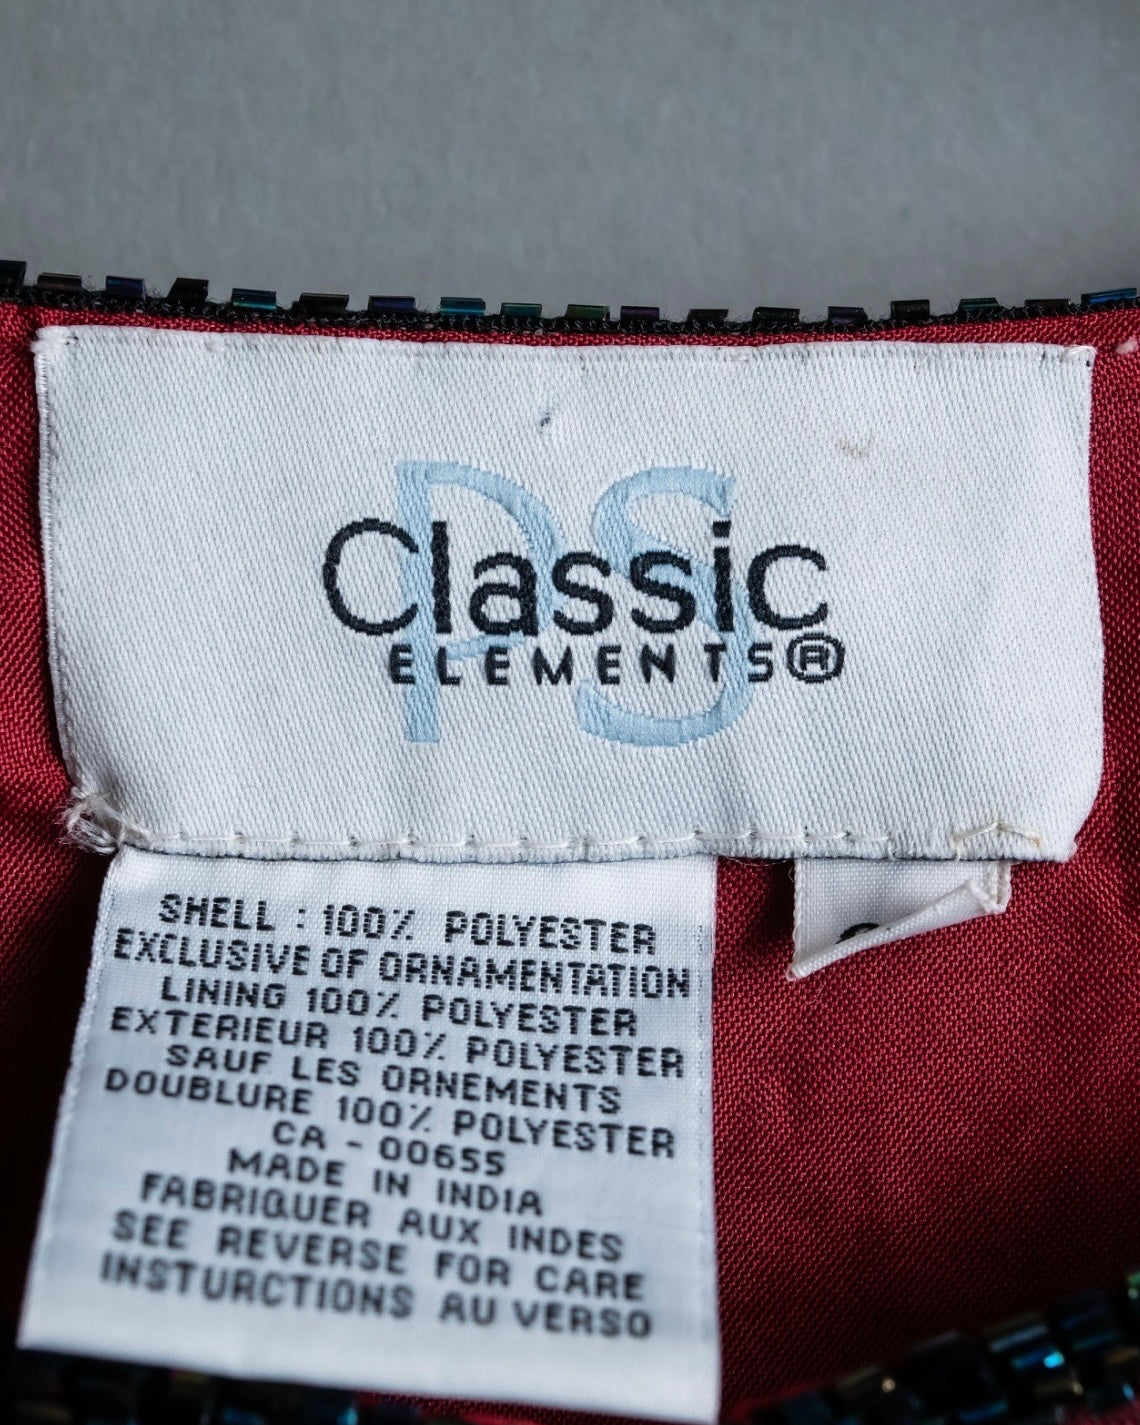 PS
Classic
ELEMENTS®
SHELL : 100% POLYESTER
EXCLUSIVE OF ORNAMENTATION
LINING 100% POLYESTER
EXTERIEUR 100% POLYESTER
SAUF LES ORNEMENTS
DOUBLURE 100% POLYESTER
CA - 00655
MADE IN INDIA
FABRIQUER AUX INDES
SEE REVERSE FOR CARE
INSTURCTIONS AU VERSO